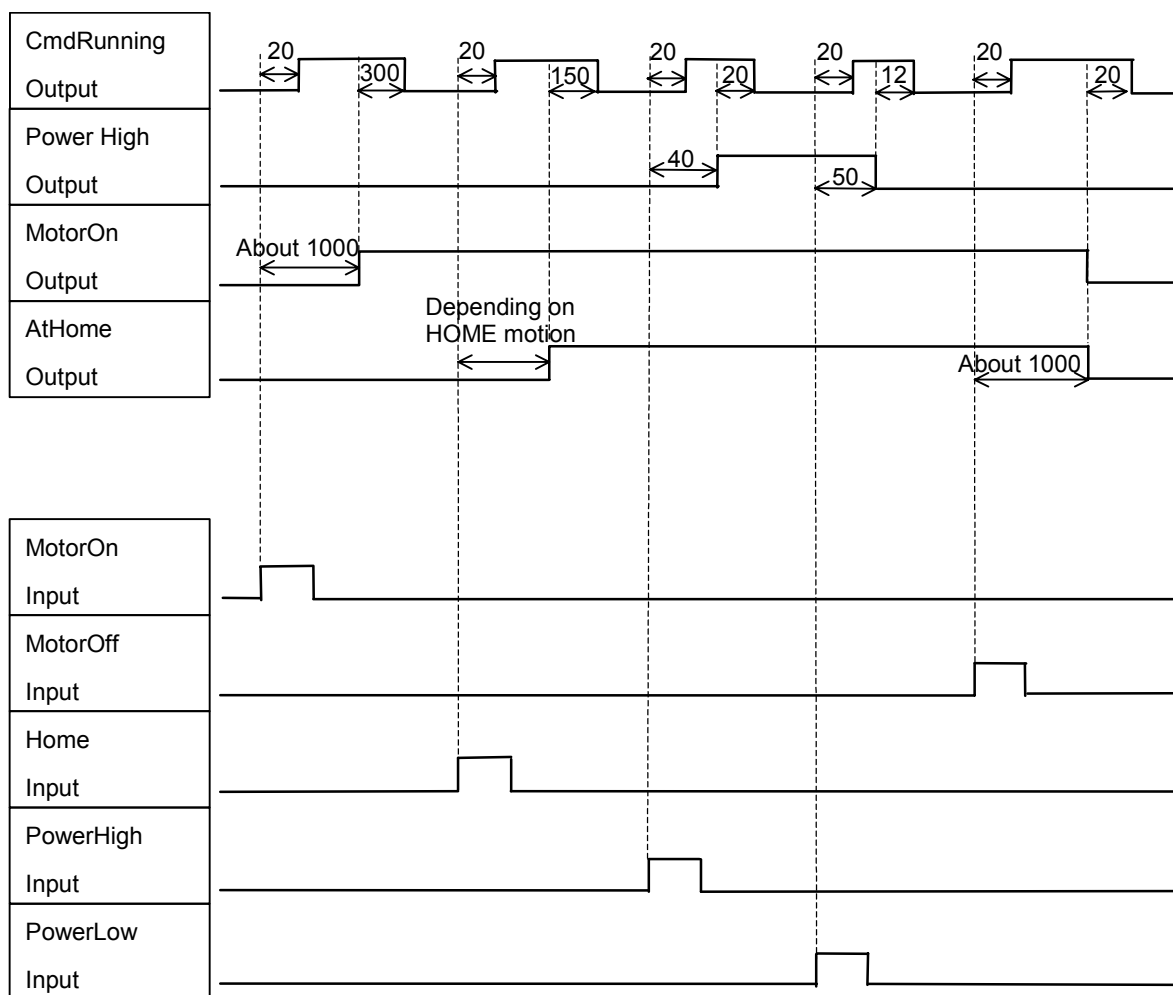 CmdRunning
Output
20
300
20
150
20
20
20
12
20
20
Power High
Output
40
50
MotorOn
Output
About 1000
AtHome
Output
Depending on
HOME motion
About 1000
MotorOn
Input
MotorOff
Input
Home
Input
PowerHigh
Input
PowerLow
Input